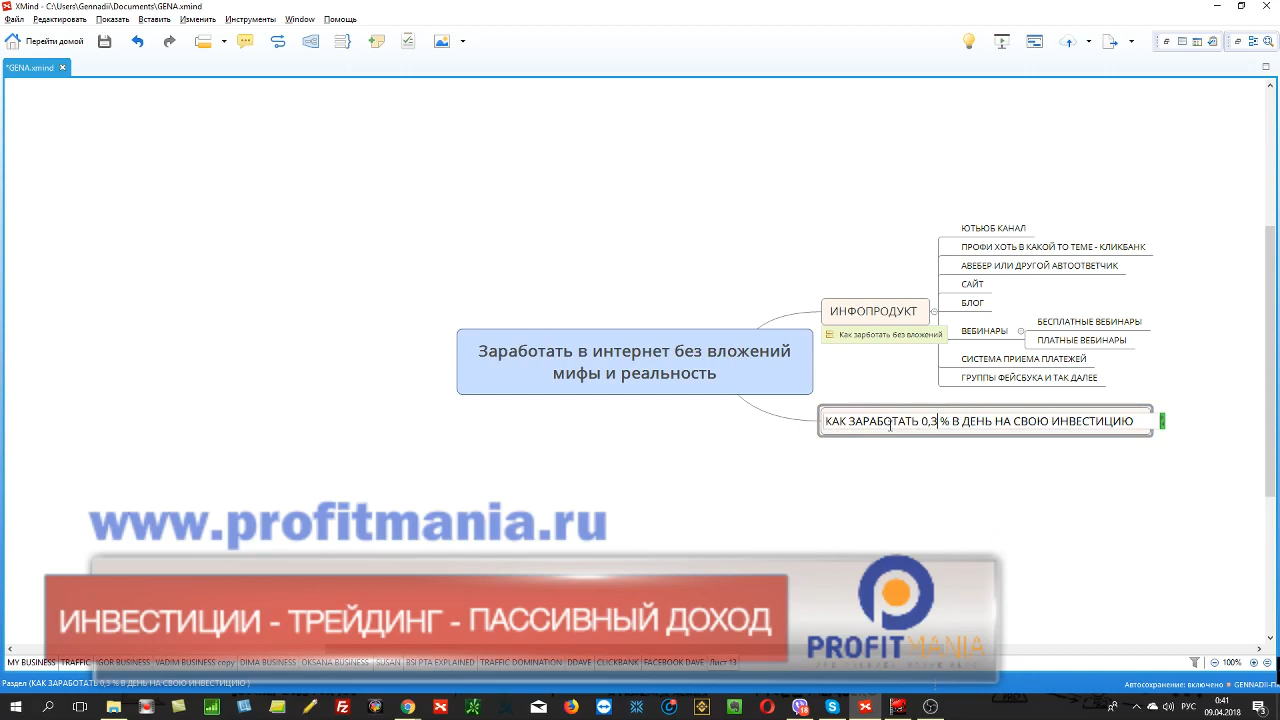 XMind - C:\Users\Gennadii\Documents\GENA.xmind
Файл Редактировать Показать Вставить Изменить Инструменты Window Помощь
Перейти домой
*GENA.xmind
ЮТЬЮБ КАНАЛ
ПРОФИ ХОТЬ В КАКОЙ ТО ТЕМЕ - КЛИКБАНК
АВЕБЕР ИЛИ ДРУГОЙ АВТООТВЕТЧИК
САЙТ
БЛОГ
ИНФОПРОДУКТ
Как зарботать без вложений
ВЕБИНАРЫ
БЕСПЛАТНЫЕ ВЕБИНАРЫ
ПЛАТНЫЕ ВЕБИНАРЫ
СИСТЕМА ПРИЕМА ПЛАТЕЖЕЙ
ГРУППЫ ФЕЙСБУКА И ТАК ДАЛЕЕ
Заработать в интернет без вложений
мифы и реальность
КАК ЗАРАБОТАТЬ 0,3 % В ДЕНЬ НА СВОЮ ИНВЕСТИЦИЮ
www.profitmania.ru
ИНВЕСТИЦИИ - ТРЕЙДИНГ - ПАССИВНЫЙ ДОХОД
PROFITMANIA
MY BUSINESS TRAFFIC IGOR BUSINESS VADIM BUSINESS copy DIMA BUSINESS OKSANA BUSINESS SUSAN BSI PTA EXPLAINED TRAFFIC DOMINATION DDAVE CLICKBANK FACEBOOK DAVE Лист 13
100%
Раздел (КАК ЗАРАБОТАТЬ 0,3 % В ДЕНЬ НА СВОЮ ИНВЕСТИЦИЮ )
Автосохранение: включено GENNADII-
РУС
0:41
09.04.2018